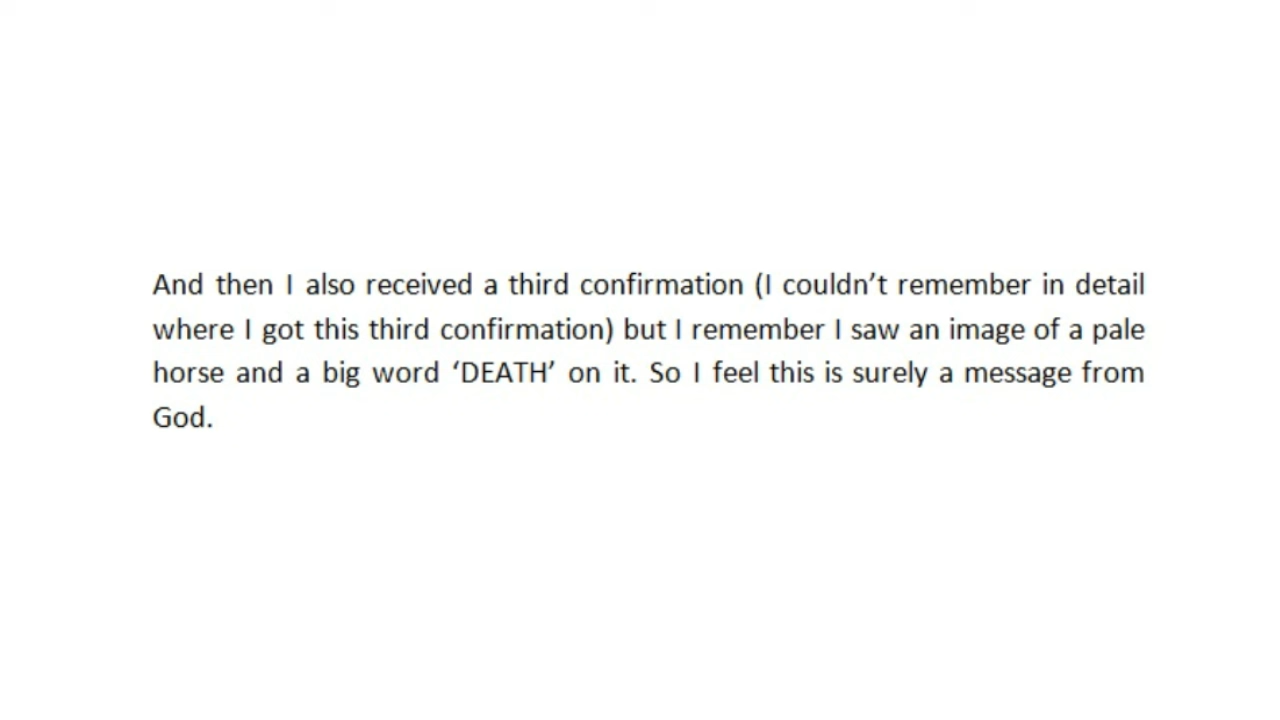 And then I also received a third confirmation (I couldn’t remember in detail
where I got this third confirmation) but I remember I saw an image of a pale
horse and a big word ‘DEATH’ on it. So I feel this is surely a message from
God.